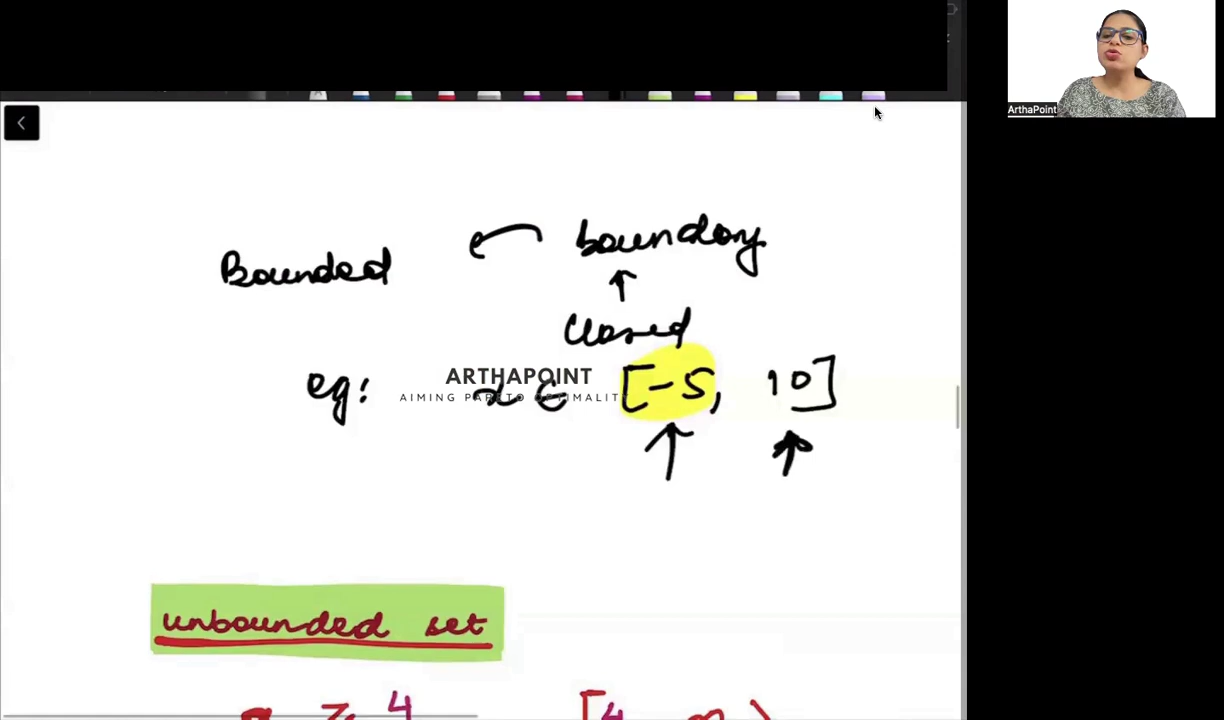 ArthaPoint
Bounded boundary
closed
eg: x ∈ [-5, 10]
ARTHAPOINT
AIMING PARETO OPTIMALITY
unbounded set
4 [4